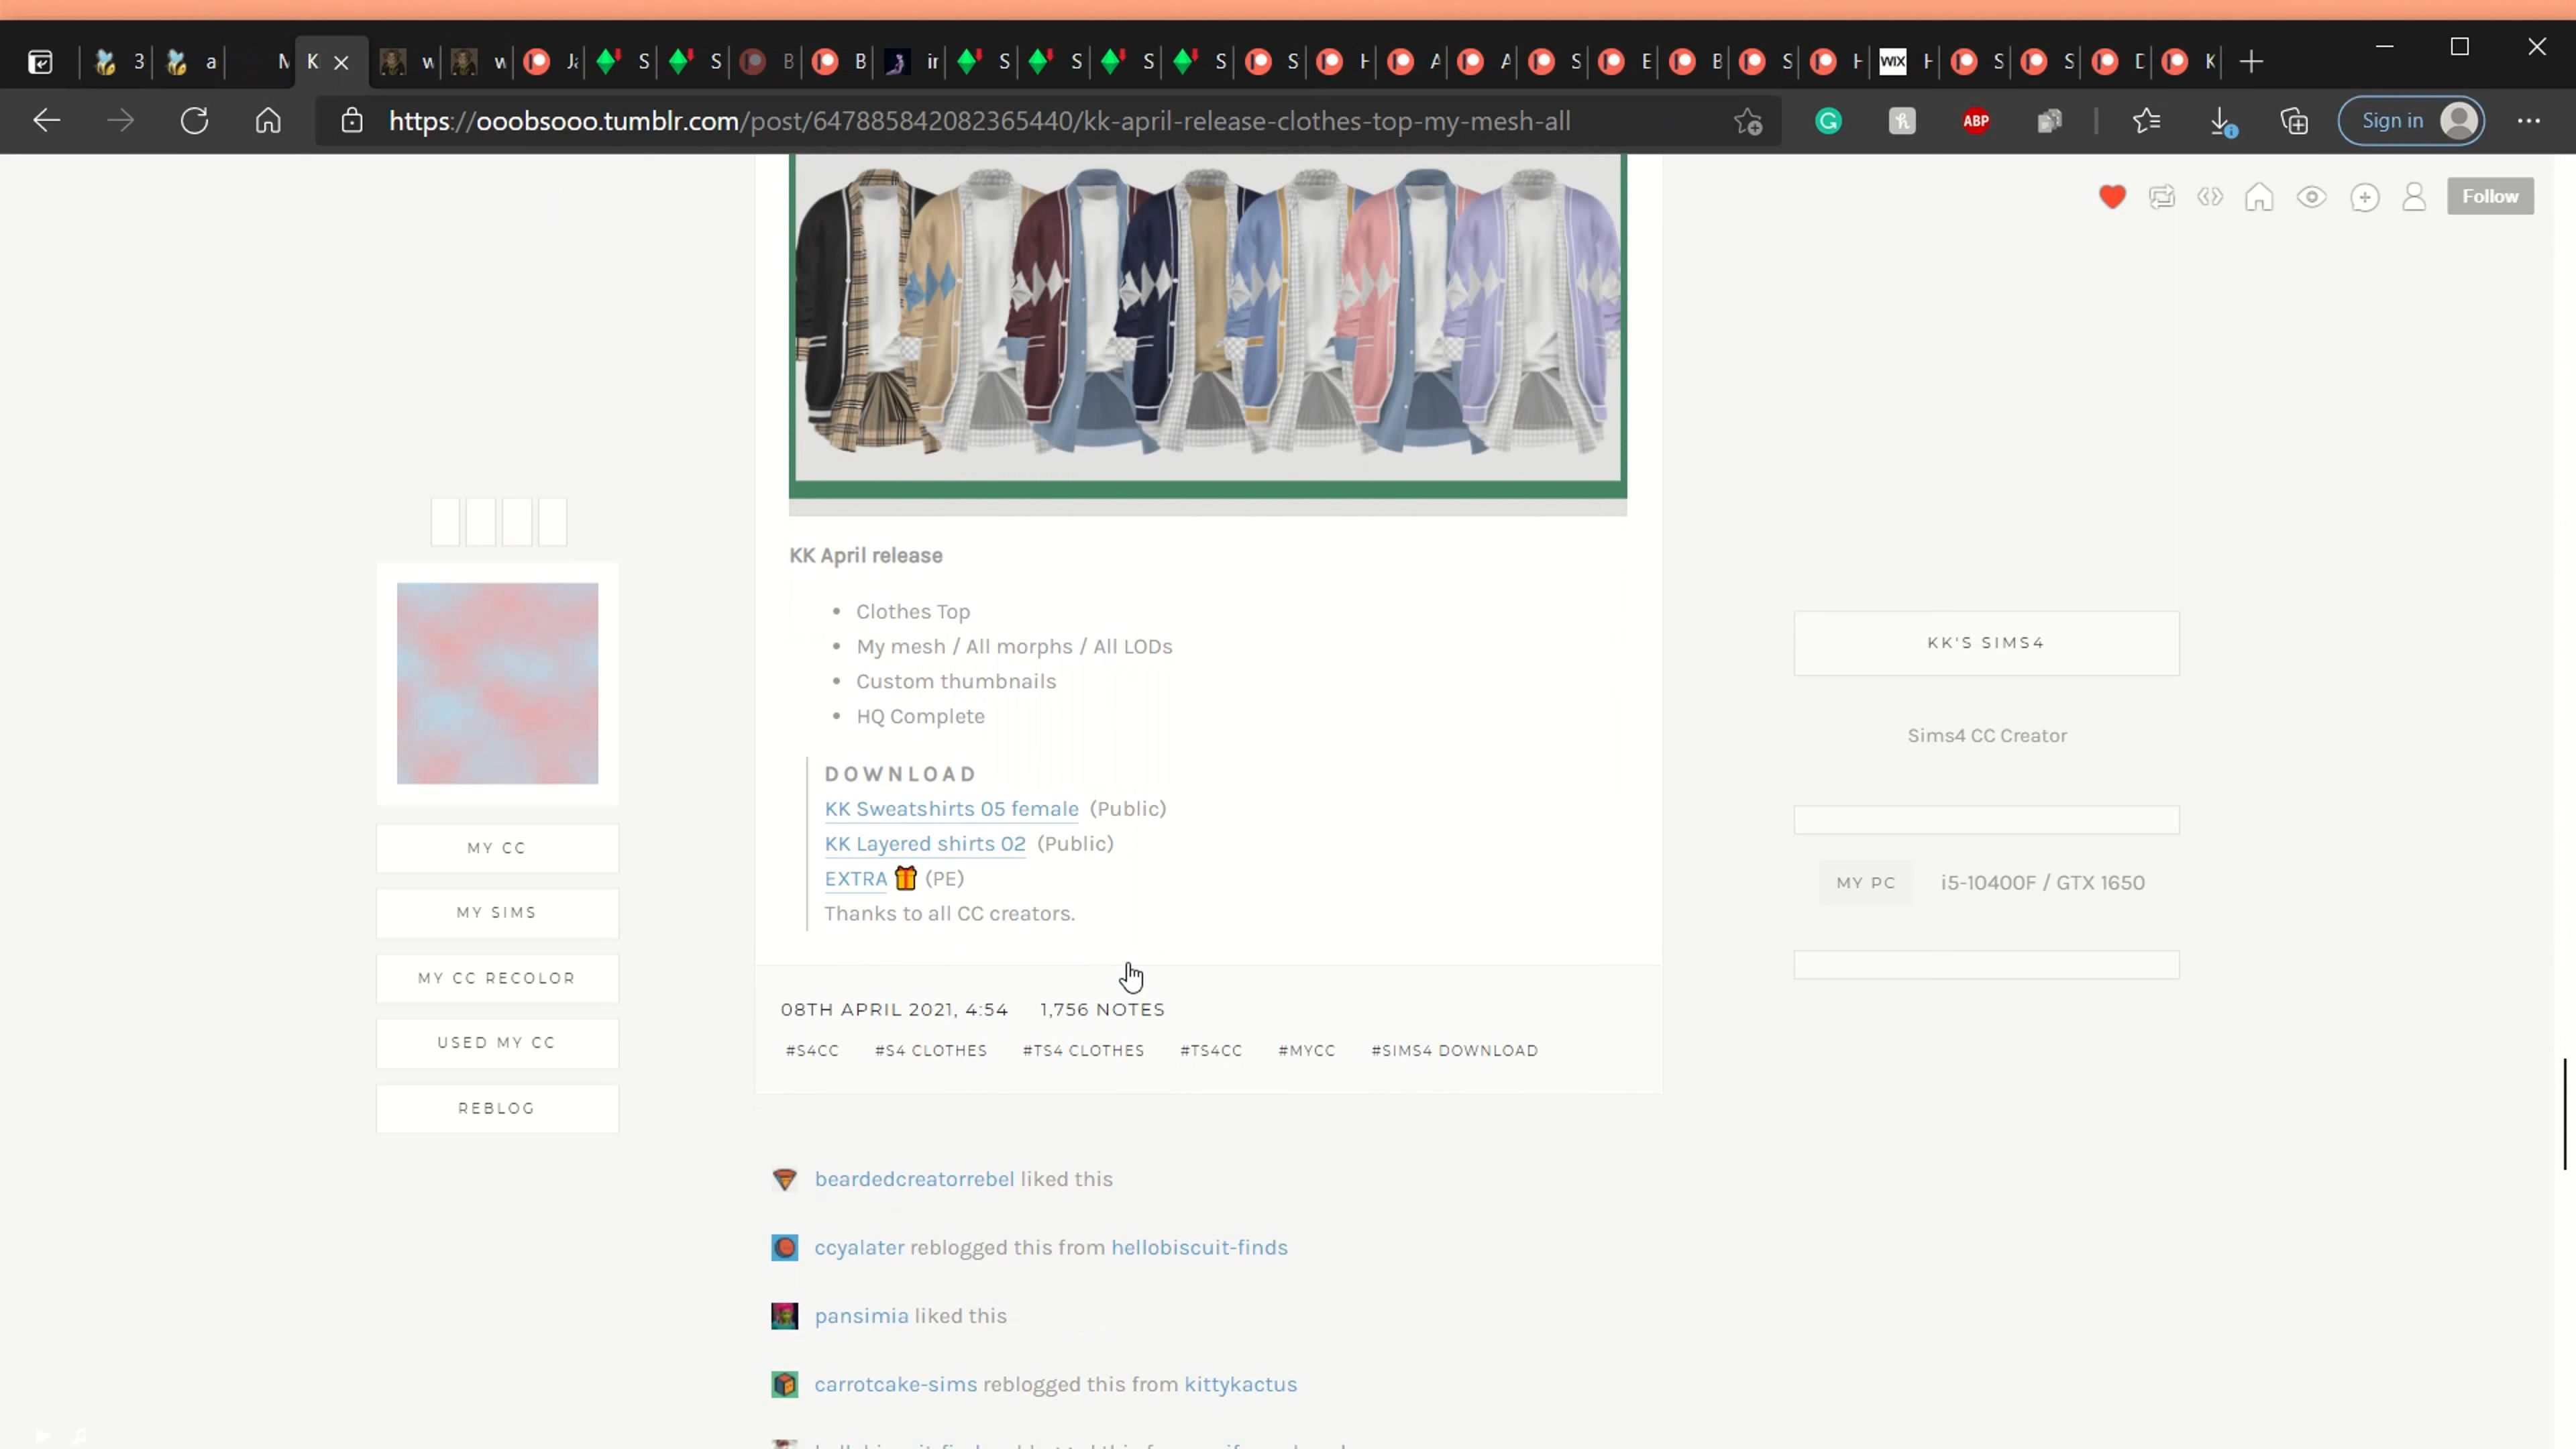 3 a M K w w Ja S S B B in S S S S S H A A S E B S H WIX H S S D K
https://ooobsooo.tumblr.com/post/647885842082365440/kk-april-release-clothes-top-my-mesh-all
ABP
Sign in
Follow
KK April release
• Clothes Top
• My mesh / All morphs / All LODs
• Custom thumbnails
• HQ Complete
DOWNLOAD
KK Sweatshirts 05 female (Public)
KK Layered shirts 02 (Public)
EXTRA 🎁 (PE)
Thanks to all CC creators.
08TH APRIL 2021, 4:54 1,756 NOTES
#S4CC #S4 CLOTHES #TS4 CLOTHES #TS4CC #MYCC #SIMS4 DOWNLOAD
beardedcreatorrebel liked this
ccyalater reblogged this from hellobiscuit-finds
pansimia liked this
carrotcake-sims reblogged this from kittykactus
MY CC
MY SIMS
MY CC RECOLOR
USED MY CC
REBLOG
KK'S SIMS4
Sims4 CC Creator
MY PC i5-10400F / GTX 1650